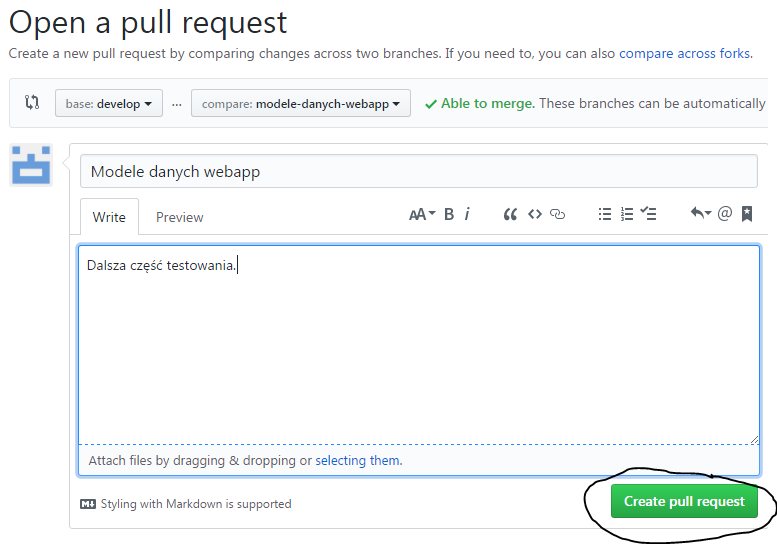 Open a pull request
Create a new pull request by comparing changes across two branches. If you need to, you can also compare across forks.
base: develop ... compare: modele-danych-webapp Able to merge. These branches can be automatically
Modele danych webapp
Write Preview AA B i @
Dalsza część testowania.
Attach files by dragging & dropping or selecting them.
M Styling with Markdown is supported
Create pull request